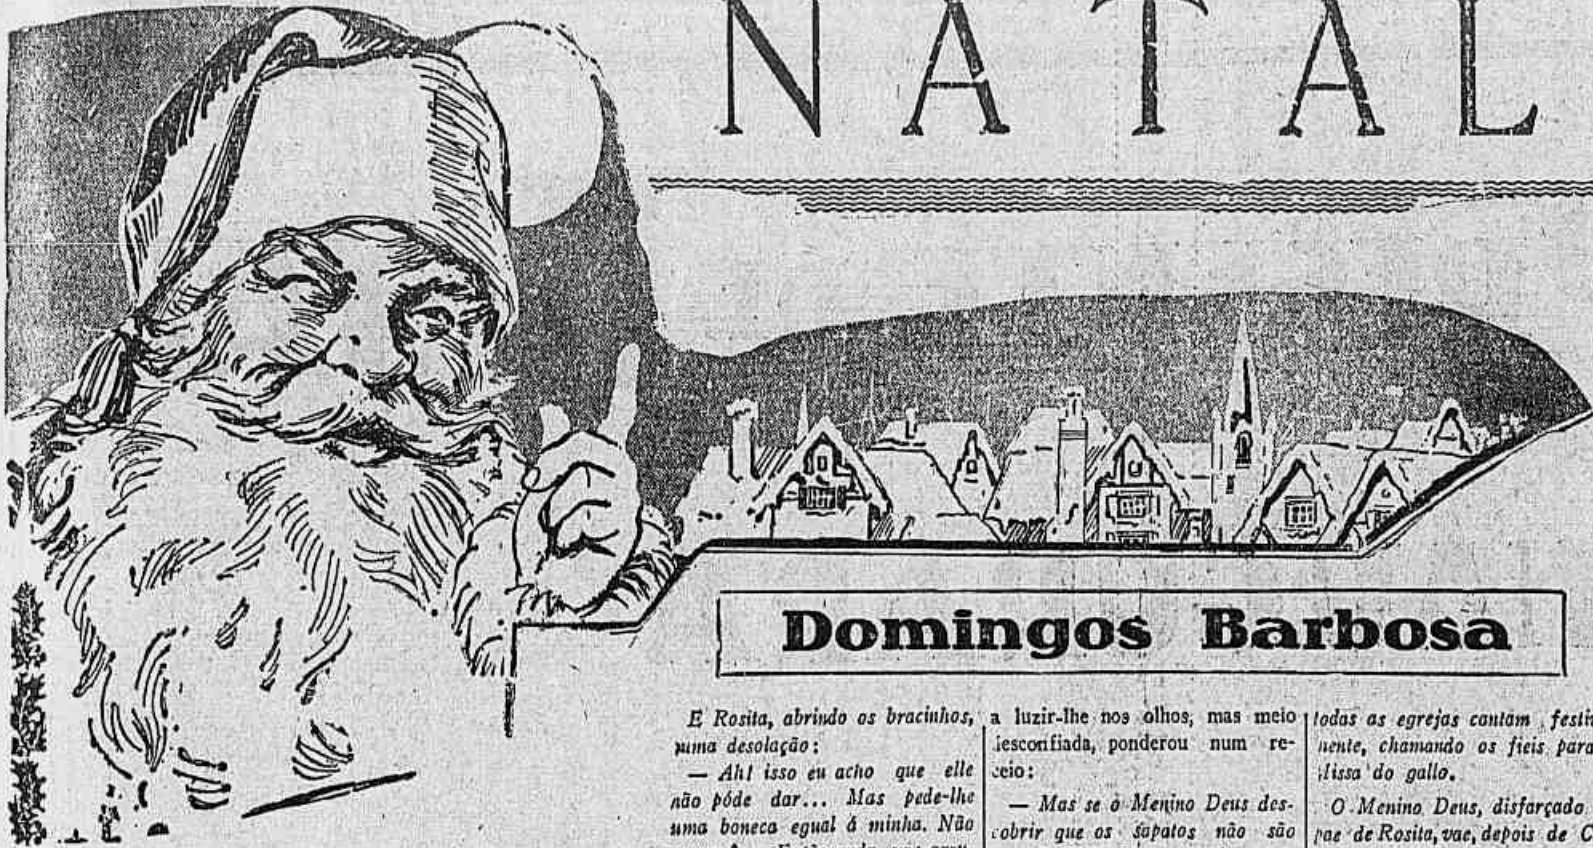 NATAL
Domingos Barbosa
E Rosita, abrindo os bracinhos,
numa desolação:
— Ah! isso eu acho que elle
não póde dar... Mas pede-lhe
uma boneca egual á minha. Não
a luzir-lhe nos olhos, mas meio
desconfiada, ponderou num re-
ceio:
— Mas se o Menino Deus des-
cobrir que os sapatos não são
todas as egrejas cantam
chamando os fieis para
do gallo.
O Menino Deus, disfarçado
pae de Rosita, vae, depois de